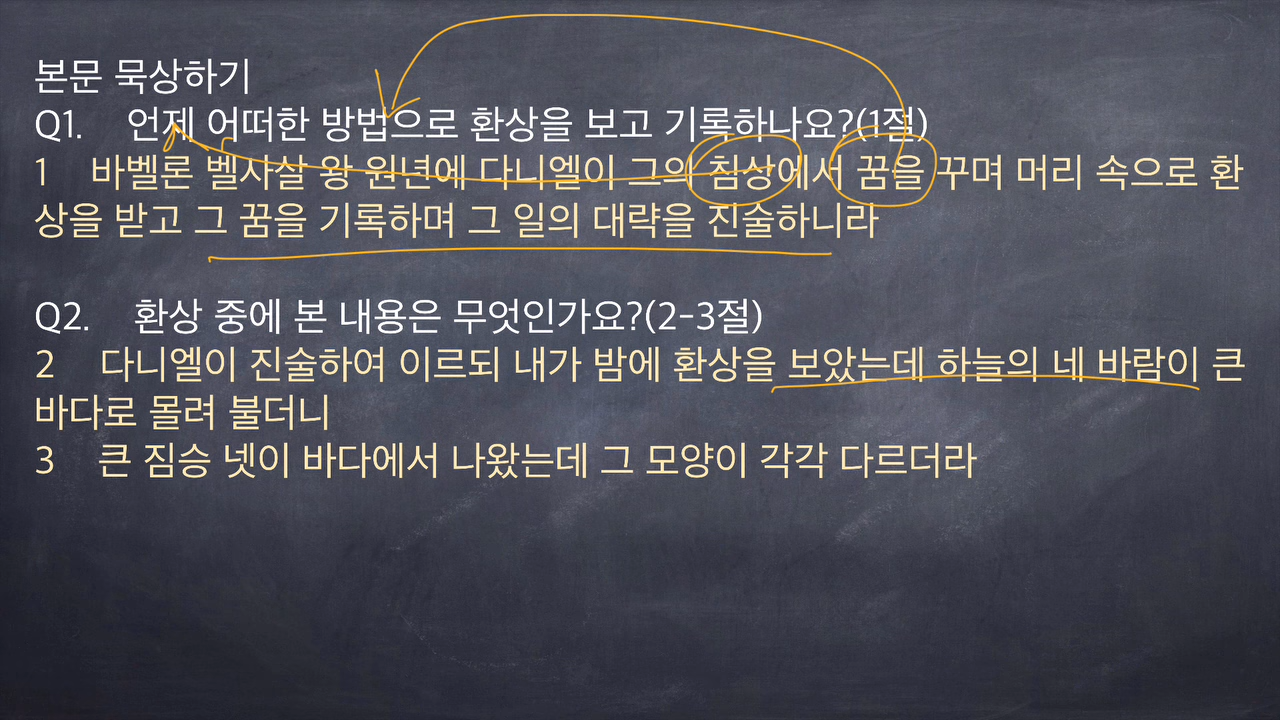 본문 묵상하기
Q1. 언제 어떠한 방법으로 환상을 보고 기록하나요?(1절)
1 바벨론 벨사살 왕 원년에 다니엘이 그의 침상에서 꿈을 꾸며 머리 속으로 환
상을 받고 그 꿈을 기록하며 그 일의 대략을 진술하니라
Q2. 환상 중에 본 내용은 무엇인가요?(2-3절)
2 다니엘이 진술하여 이르되 내가 밤에 환상을 보았는데 하늘의 네 바람이 큰
바다로 몰려 불더니
3 큰 짐승 넷이 바다에서 나왔는데 그 모양이 각각 다르더라